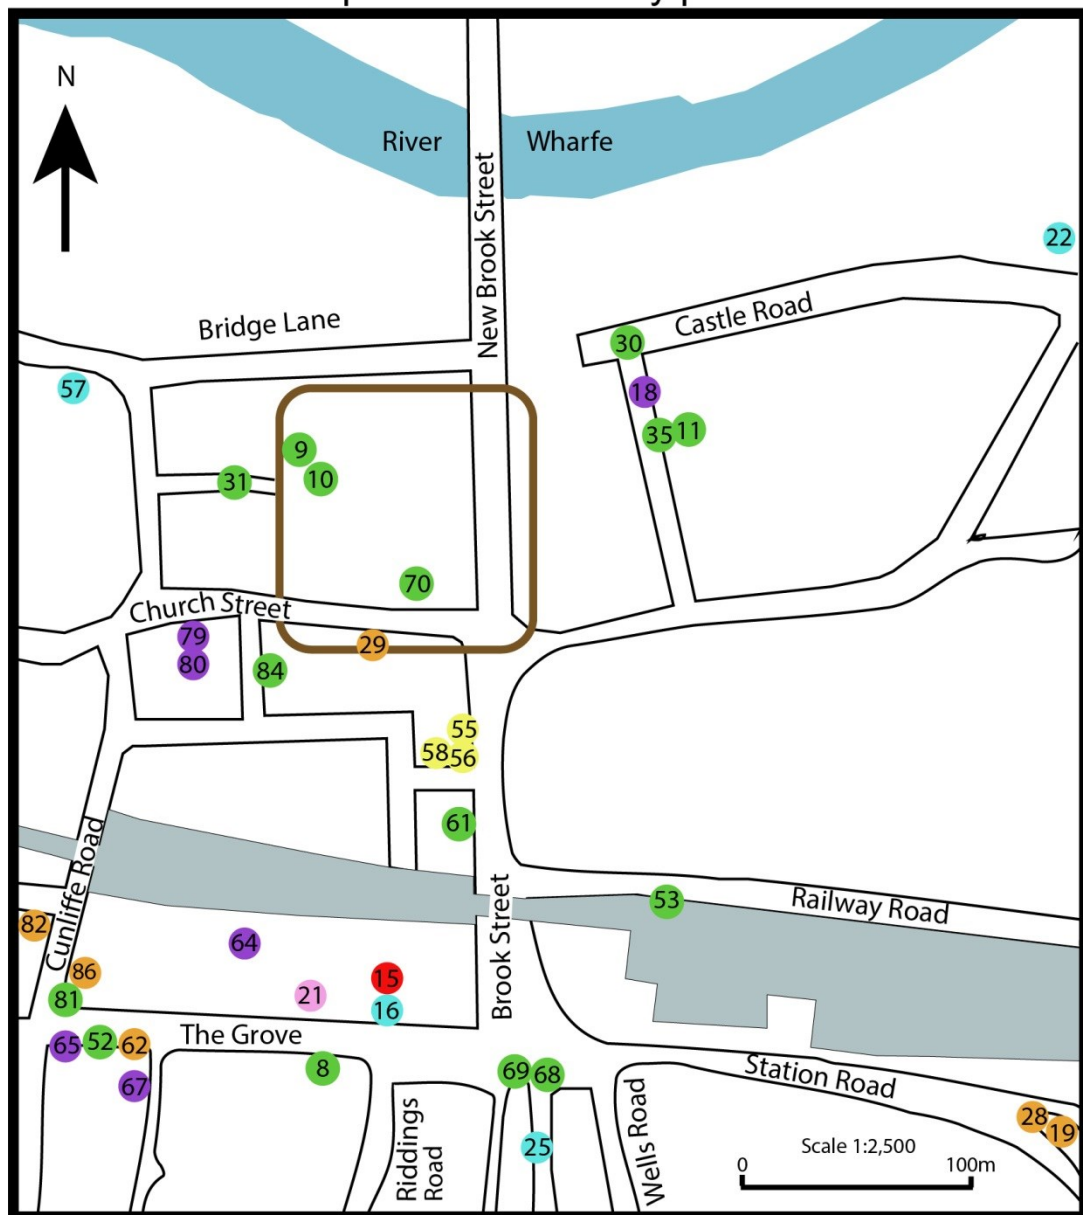 N
River Wharfe
New Brook Street
22
Castle Road
Bridge Lane
30
57
18
35 11
9
10
31
70
Church Street
79
29
80
84
55
58 56
61
Cunliffe Road
Brook Street
53
Railway Road
82
64
86
15
21
81
16
The Grove
65 52 62
67
8
69 68
Station Road
28
19
25
Riddings
Road
Wells Road
Scale 1:2,500
0 100m